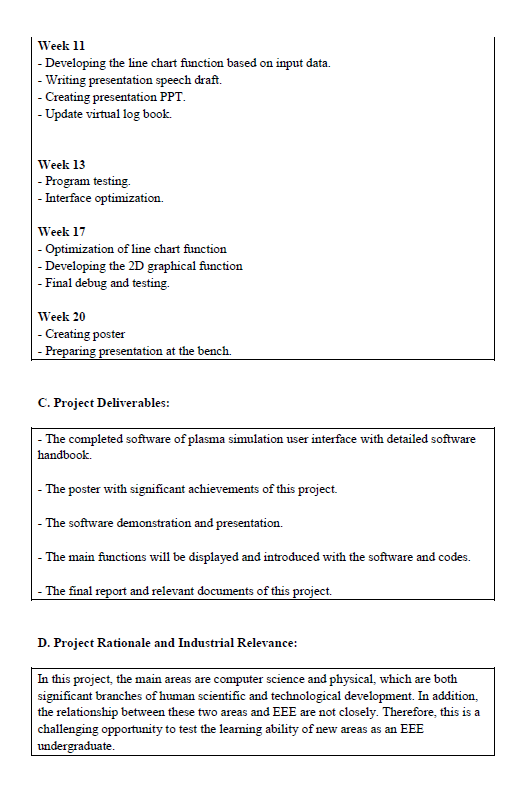 Week 11
- Developing the line chart function based on input data.
- Writing presentation speech draft.
- Creating presentation PPT.
- Update virtual log book.
Week 13
- Program testing.
- Interface optimization.
Week 17
- Optimization of line chart function
- Developing the 2D graphical function
- Final debug and testing.
Week 20
- Creating poster
- Preparing presentation at the bench.
C. Project Deliverables:
- The completed software of plasma simulation user interface with detailed software
handbook.
- The poster with significant achievements of this project.
- The software demonstration and presentation.
- The main functions will be displayed and introduced with the software and codes.
- The final report and relevant documents of this project.
D. Project Rationale and Industrial Relevance:
In this project, the main areas are computer science and physical, which are both
significant branches of human scientific and technological development. In addition,
the relationship between these two areas and EEE are not closely. Therefore, this is a
challenging opportunity to test the learning ability of new areas as an EEE
undergraduate.